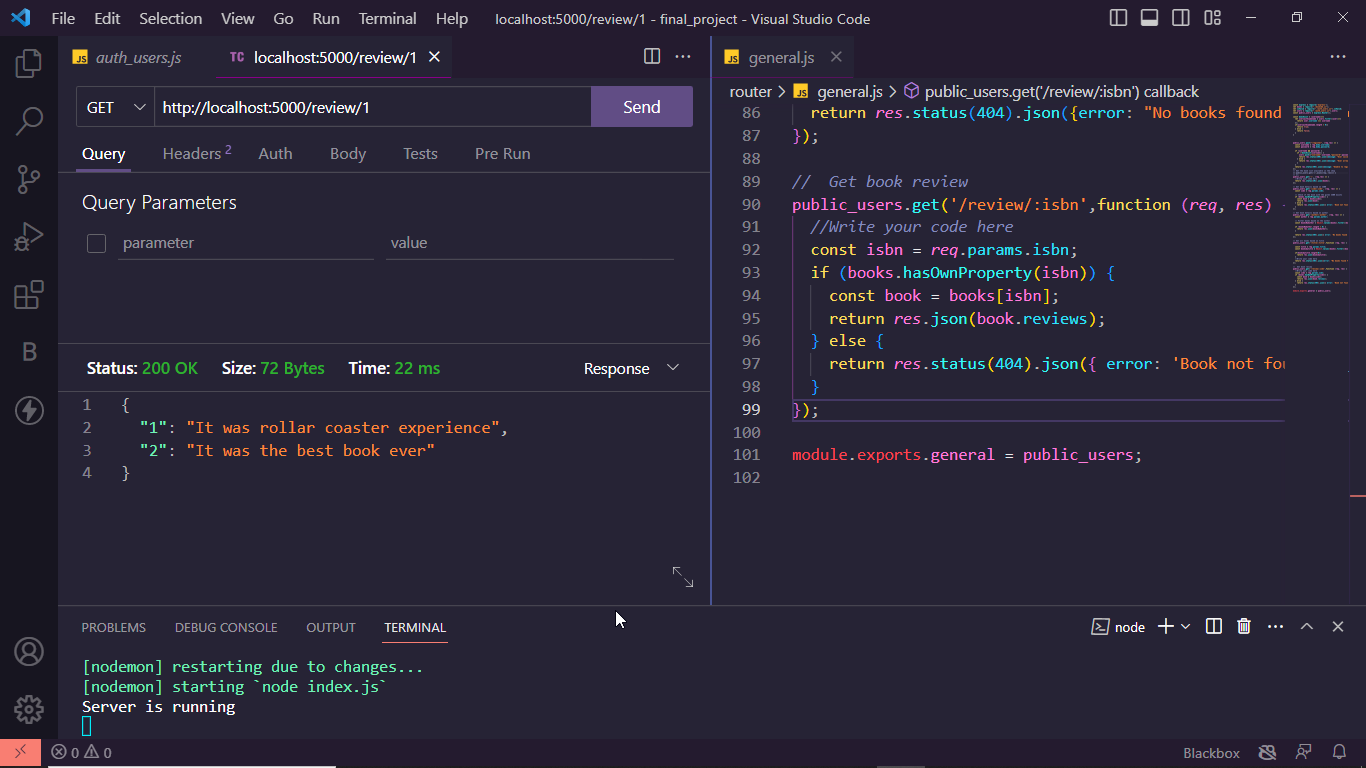 File Edit Selection View Go Run Terminal Help localhost:5000/review/1 - final_project - Visual Studio Code
JS auth_users.js TC localhost:5000/review/1
GET http://localhost:5000/review/1 Send
Query Headers 2 Auth Body Tests Pre Run
Query Parameters
parameter value
Status: 200 OK Size: 72 Bytes Time: 22 ms Response
1 {
2 "1": "It was rollar coaster experience",
3 "2": "It was the best book ever"
4 }
JS general.js
router > JS general.js > public_users.get('/review/:isbn') callback
86 return res.status(404).json({error: "No books found
87 });
88
89 // Get book review
90 public_users.get('/review/:isbn',function (req, res)
91 //Write your code here
92 const isbn = req.params.isbn;
93 if (books.hasOwnProperty(isbn)) {
94 const book = books[isbn];
95 return res.json(book.reviews);
96 } else {
97 return res.status(404).json({ error: 'Book not fou
98 }
99 });
100
101 module.exports.general = public_users;
102
PROBLEMS DEBUG CONSOLE OUTPUT TERMINAL node
[nodemon] restarting due to changes...
[nodemon] starting `node index.js`
Server is running
B
0 0 Blackbox